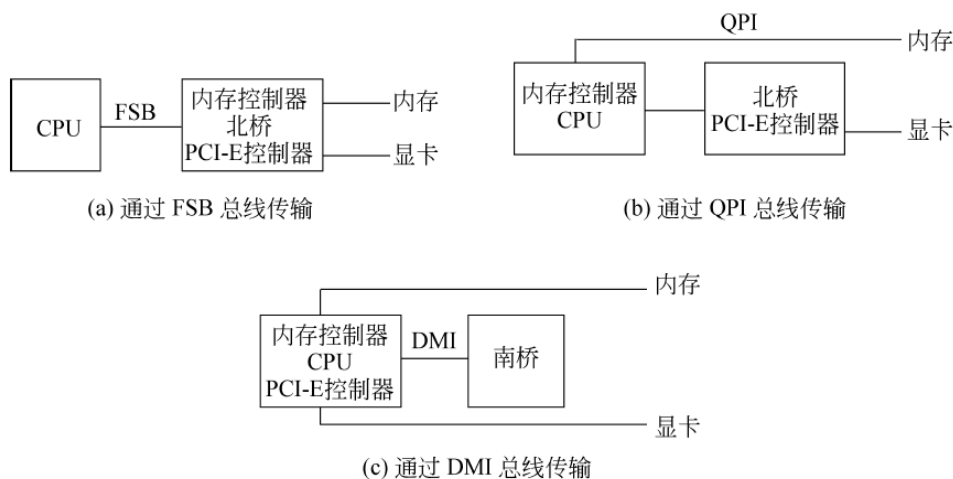 CPU
FSB
内存控制器
北桥
PCI-E控制器
内存
显卡
(a) 通过 FSB 总线传输
QPI
内存
内存控制器
CPU
北桥
PCI-E控制器
显卡
(b) 通过 QPI 总线传输
内存
内存控制器
CPU
PCI-E控制器
DMI
南桥
显卡
(c) 通过 DMI 总线传输